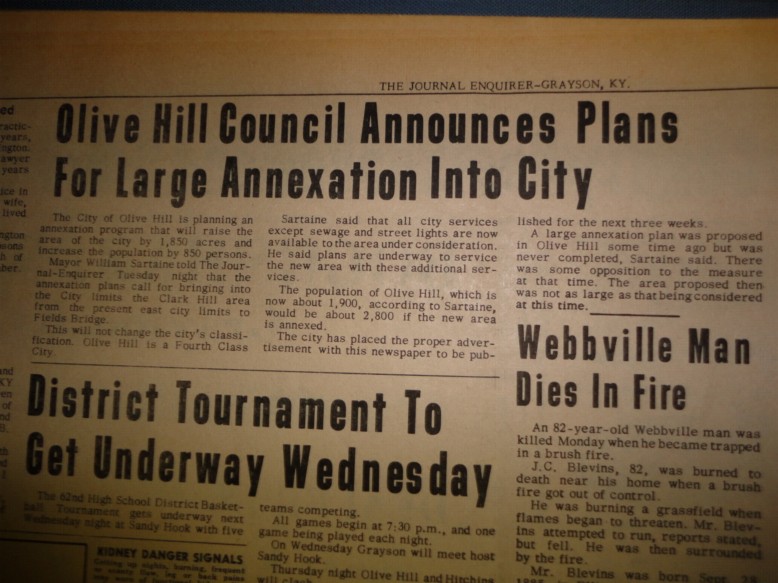 THE JOURNAL ENQUIRER-GRAYSON, KY.
Olive Hill Council Announces Plans
For Large Annexation Into City
The City of Olive Hill is planning an
annexation program that will raise the
area of the city by 1,850 acres and
increase the population by 850 persons.
Mayor William Sartaine told The Jour-
nal-Enquirer Tuesday night that the
annexation plans call for bringing into
the City limits the Clark Hill area
from the present east city limits to
Fields Bridge.
This will not change the city's classi-
fication. Olive Hill is a Fourth Class
City.
Sartaine said that all city services
except sewage and street lights are now
available to the area under consideration.
He said plans are underway to service
the new area with these additional ser-
vices.
The population of Olive Hill, which is
now about 1,900, according to Sartaine,
would be about 2,800 if the new area
is annexed.
The city has placed the proper adver-
tisement with this newspaper to be pub-
lished for the next three weeks.
A large annexation plan was proposed
in Olive Hill some time ago but was
never completed, Sartaine said. There
was some opposition to the measure
at that time. The area proposed then
was not as large as that being considered
at this time.
Webbville Man
Dies In Fire
An 82-year-old Webbville man was
killed Monday when he became trapped
in a brush fire.
J.C. Blevins, 82, was burned to
death near his home when a brush
fire got out of control.
He was burning a grassfield when
flames began to threaten. Mr. Blev-
ins attempted to run, reports stated,
but fell. He was then surrounded
by the fire.
Mr. Blevins was born Sept.
District Tournament To
Get Underway Wednesday
The 62nd High School District Basket-
ball Tournament gets underway next
Wednesday night at Sandy Hook with five
teams competing.
All games begin at 7:30 p.m., and one
game being played each night.
On Wednesday Grayson will meet host
Sandy Hook.
Thursday night Olive Hill and Hitchins
will clash
KIDNEY DANGER SIGNALS
Getting up nights, burning, frequent
or scanty flow, leg or back pains